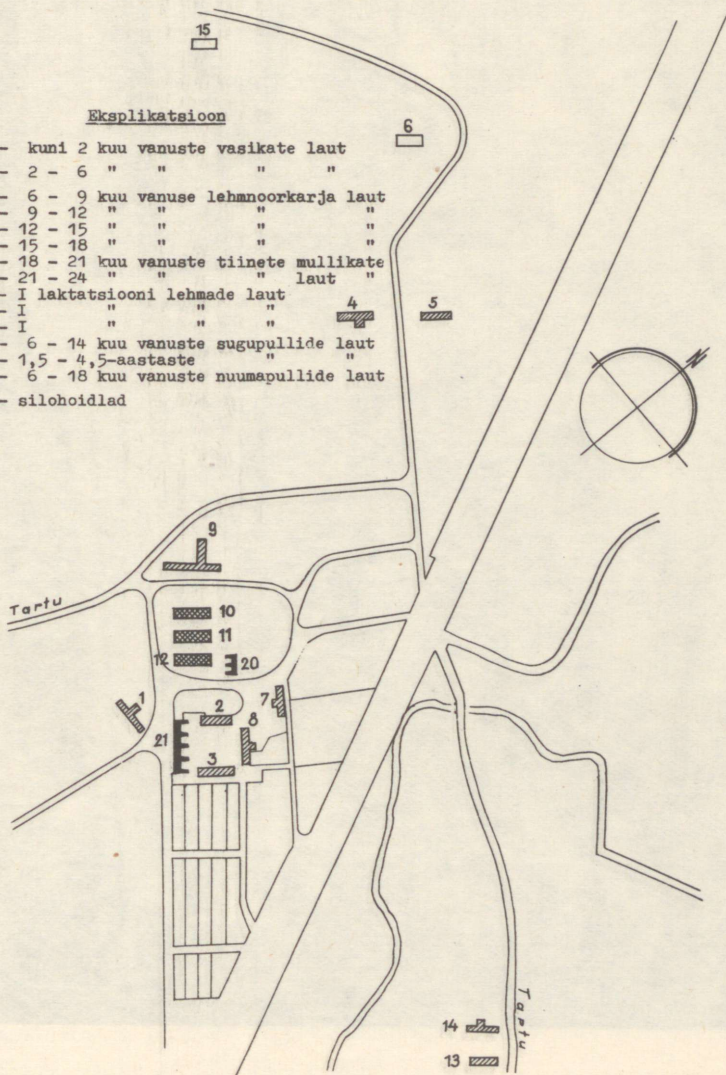 15
Eksplikatsioon
6
- kuni 2 kuu vanuste vasikate laut
- 2 - 6 " " " "
- 6 - 9 kuu vanuse lehmnoorkarja laut
- 9 - 12 " " " "
- 12 - 15 " " " "
- 15 - 18 " " " "
- 18 - 21 kuu vanuste tiinete mullikate
- 21 - 24 " " " laut "
- I laktatsiooni lehmade laut
- I " " "
- 6 - 14 kuu vanuste sugupullide laut
- 1,5 - 4,5-aastaste " "
- 6 - 18 kuu vanuste nuumapullide laut
- silohoidlad
4
5
N
9
Tartu
10
11
12
20
1
2
7
8
21
3
Tartu
14
13